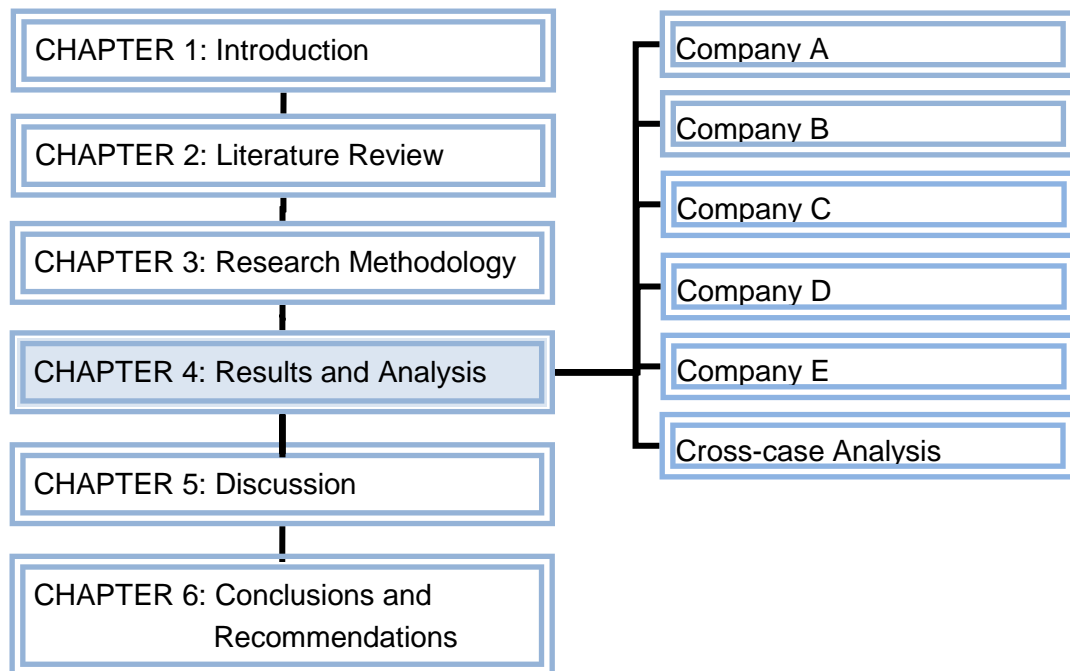 CHAPTER 1: Introduction
CHAPTER 2: Literature Review
CHAPTER 3: Research Methodology
CHAPTER 4: Results and Analysis
CHAPTER 5: Discussion
CHAPTER 6: Conclusions and
Recommendations
Company A
Company B
Company C
Company D
Company E
Cross-case Analysis